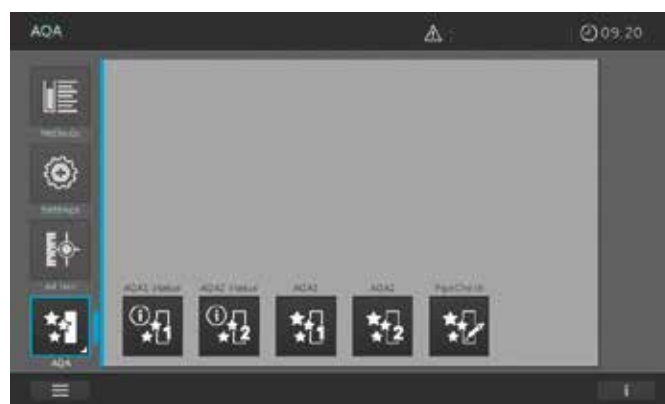 AQA
09.20
Methods
Settings
AQA1 status
AQA2 status
AQA1
AQA2
PipeCheck
AQA